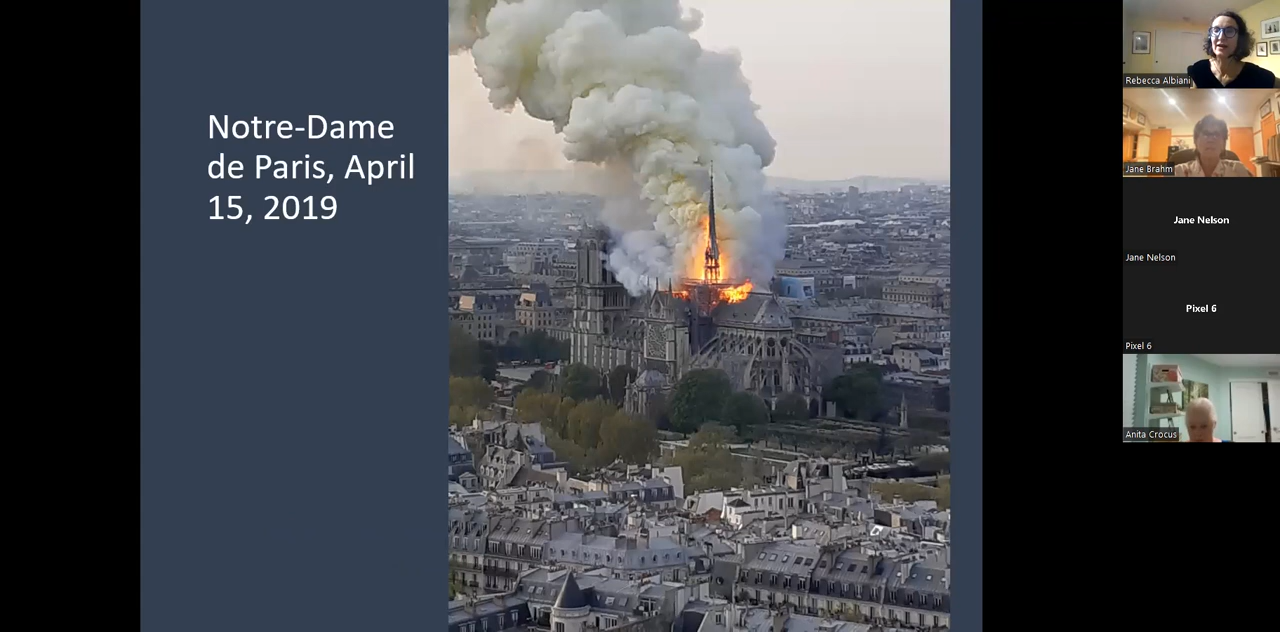 Notre-Dame
de Paris, April
15, 2019
Rebecca Albiani
Jane Brahm
Jane Nelson
Jane Nelson
Pixel 6
Pixel 6
Anita Crocus